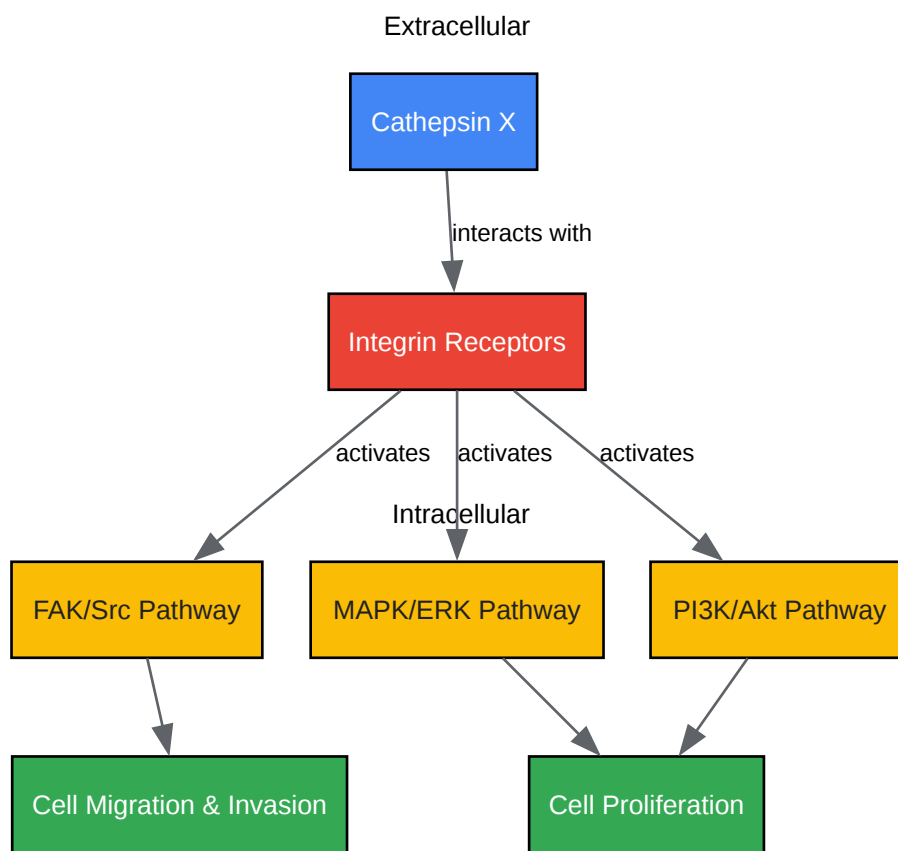 Extracellular
Cathepsin X
interacts with
Integrin Receptors
activates
activates
activates
Intracellular
FAK/Src Pathway
MAPK/ERK Pathway
PI3K/Akt Pathway
Cell Migration & Invasion
Cell Proliferation